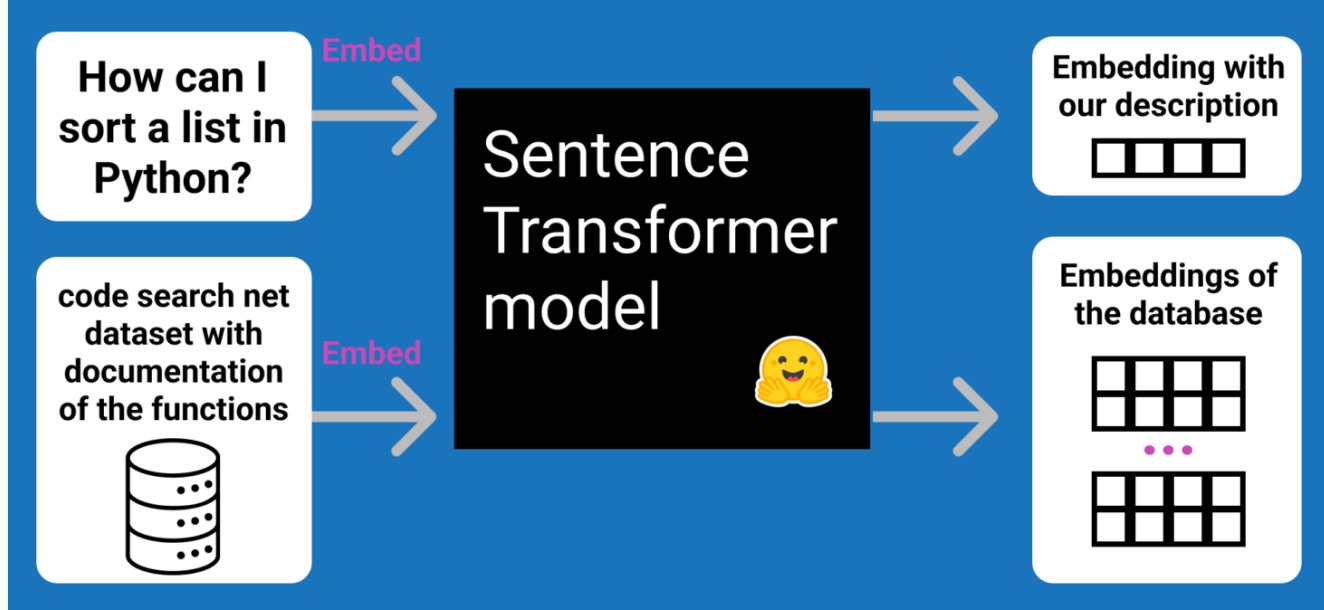 How can I
sort a list in
Python?
Embed
code search net
dataset with
documentation
of the functions
Embed
Sentence
Transformer
model
Embedding with
our description
Embeddings of
the database